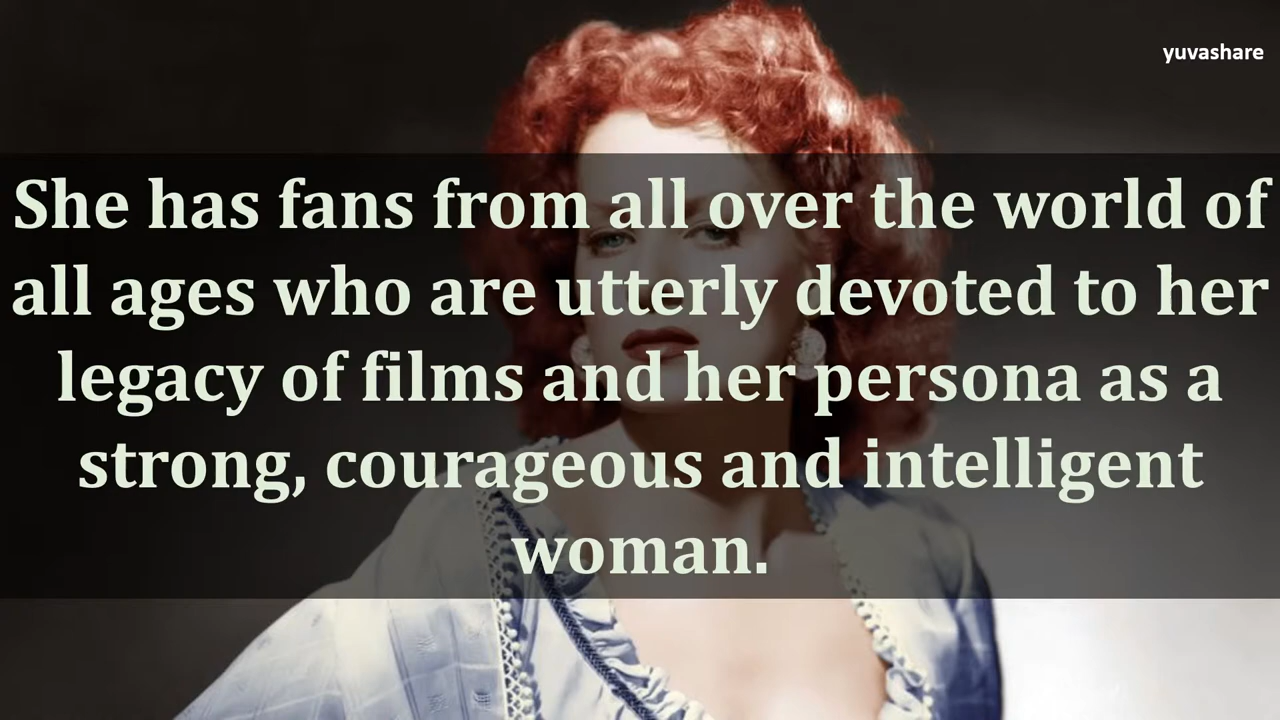 yuvashare
She has fans from all over the world of
all ages who are utterly devoted to her
legacy of films and her persona as a
strong, courageous and intelligent
woman.